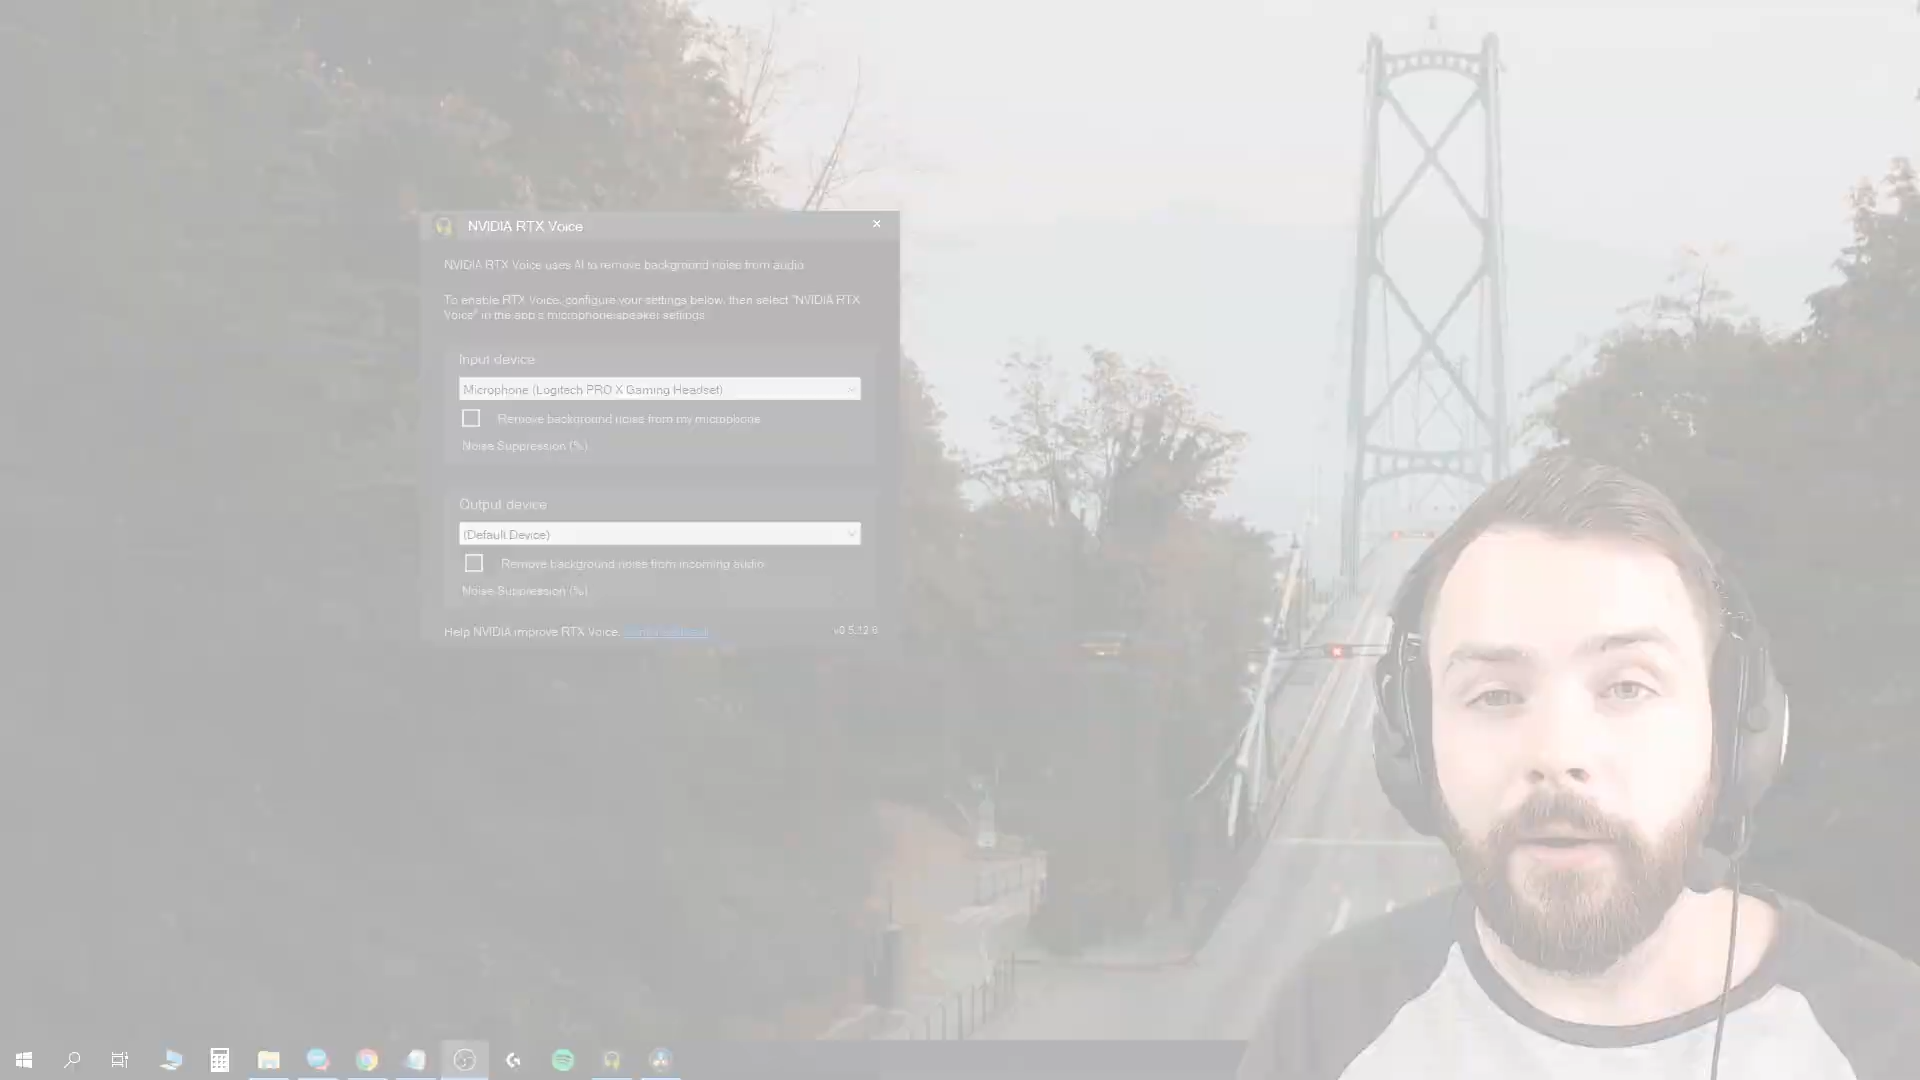 NVIDIA RTX Voice
NVIDIA RTX Voice uses AI to remove background noise from audio
To enable RTX Voice, configure your settings below, then select "NVIDIA RTX
Voice" in the app's microphone/speaker settings.
Input device
Microphone (Logitech PRO X Gaming Headset)
Remove background noise from my microphone
Noise Suppression (%)
Output device
(Default Device)
Remove background noise from incoming audio
Noise Suppression (%)
Help NVIDIA improve RTX Voice.
v0.5.12.6